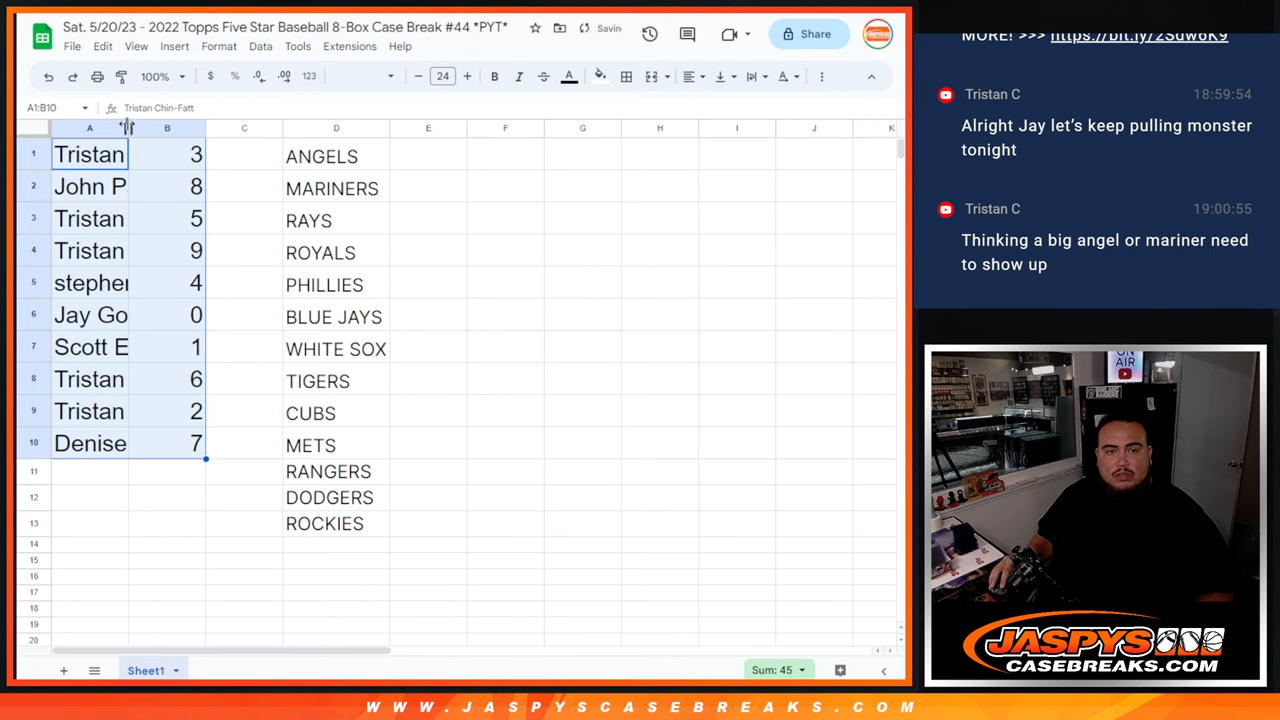 Sat. 5/20/23 - 2022 Topps Five Star Baseball 8-Box Case Break #44 *PYT*
Savin
Share
File Edit View Insert Format Data Tools Extensions Help
100% $ % .0 .00 123 24 B I A
A1:B10 fx Tristan Chin-Fatt
A B C D E F G H I J K
1 Tristan 3 ANGELS
2 John P 8 MARINERS
3 Tristan 5 RAYS
4 Tristan 9 ROYALS
5 stephe 4 PHILLIES
6 Jay Go 0 BLUE JAYS
7 Scott E 1 WHITE SOX
8 Tristan 6 TIGERS
9 Tristan 2 CUBS
10 Denise 7 METS
11 RANGERS
12 DODGERS
13 ROCKIES
14
15
16
17
18
19
20
Sheet1
Sum: 45
MORE! >>> https://bit.ly/2Sdw6K9
Tristan C 18:59:54
Alright Jay let's keep pulling monster
tonight
Tristan C 19:00:55
Thinking a big angel or mariner need
to show up
ON
AIR
JASPYS
CASEBREAKS.COM
WWW.JASPYSCASEBREAKS.COM